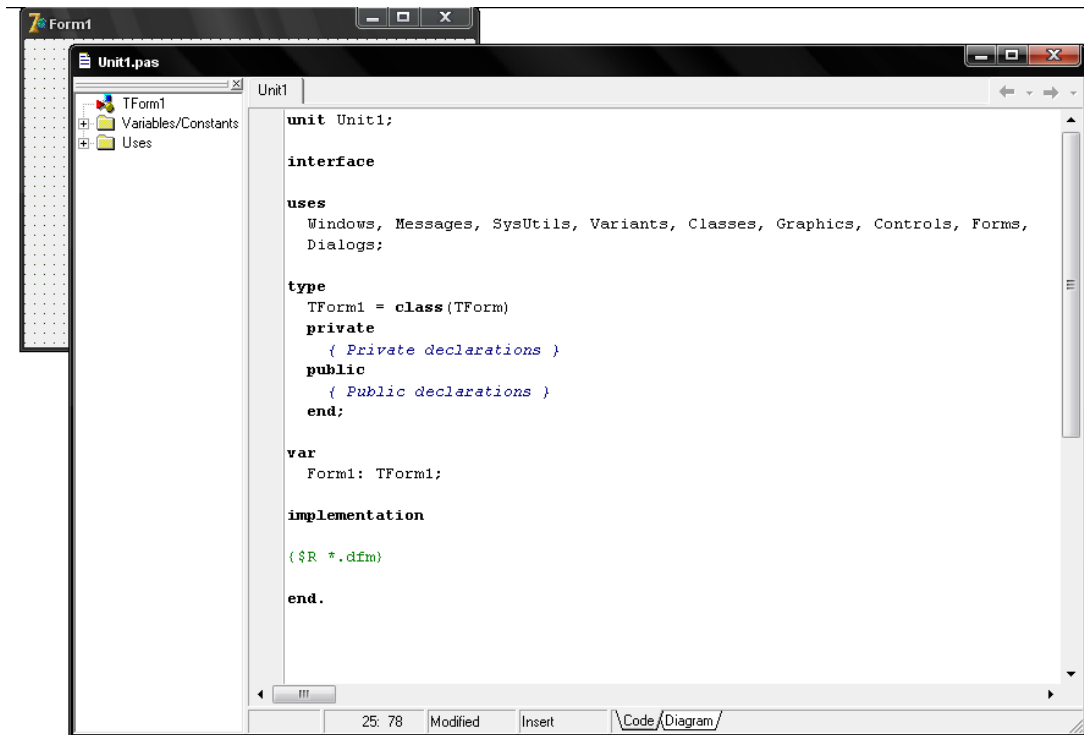 Form1
Unit1.pas
TForm1
Variables/Constants
Uses
Unit1
unit Unit1;
interface
uses
Windows, Messages, SysUtils, Variants, Classes, Graphics, Controls, Forms,
Dialogs;
type
TForm1 = class(TForm)
private
{ Private declarations }
public
{ Public declarations }
end;
var
Form1: TForm1;
implementation
{$R *.dfm}
end.
25: 78 Modified Insert Code Diagram